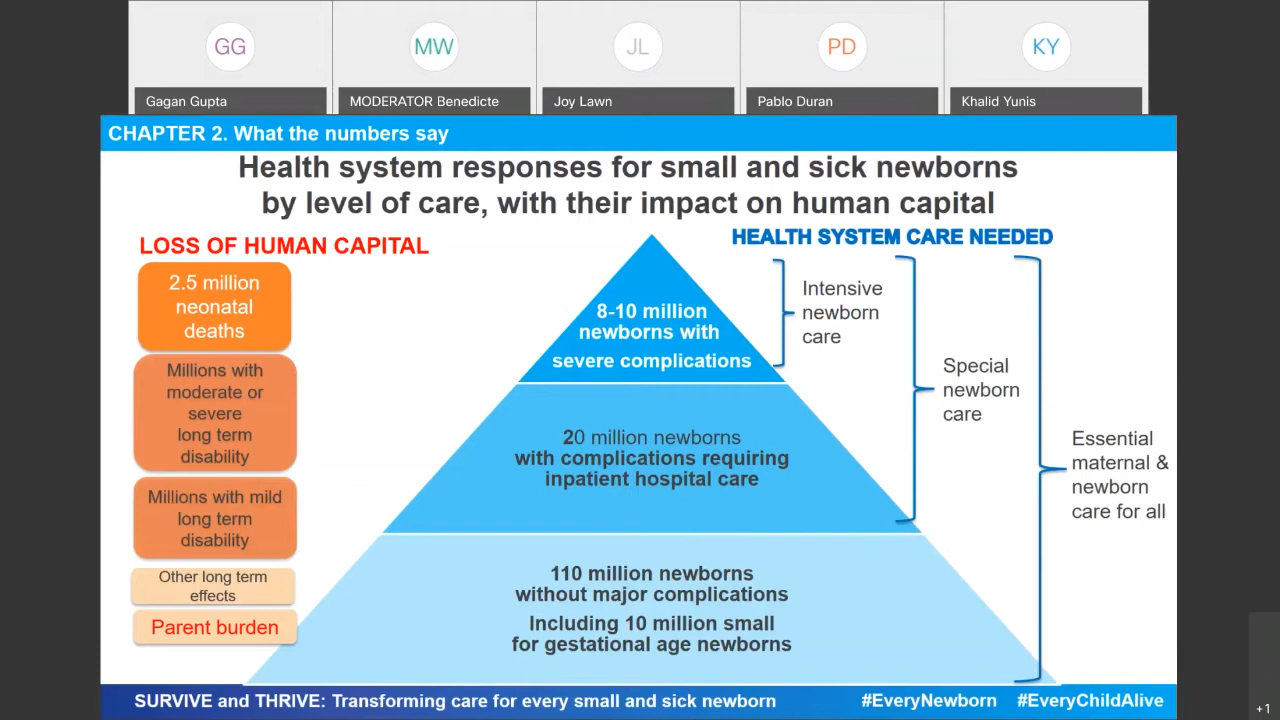 GG
MW
JL
PD
KY
Gagan Gupta
MODERATOR Benedicte
Joy Lawn
Pablo Duran
Khalid Yunis
CHAPTER 2. What the numbers say
Health system responses for small and sick newborns
by level of care, with their impact on human capital
LOSS OF HUMAN CAPITAL
2.5 million
neonatal
deaths
Millions with
moderate or
severe
long term
disability
Millions with mild
long term
disability
Other long term
effects
Parent burden
8-10 million
newborns with
severe complications
20 million newborns
with complications requiring
inpatient hospital care
110 million newborns
without major complications
Including 10 million small
for gestational age newborns
HEALTH SYSTEM CARE NEEDED
Intensive
newborn
care
Special
newborn
care
Essential
maternal &
newborn
care for all
SURVIVE and THRIVE: Transforming care for every small and sick newborn
#EveryNewborn #EveryChildAlive
+1